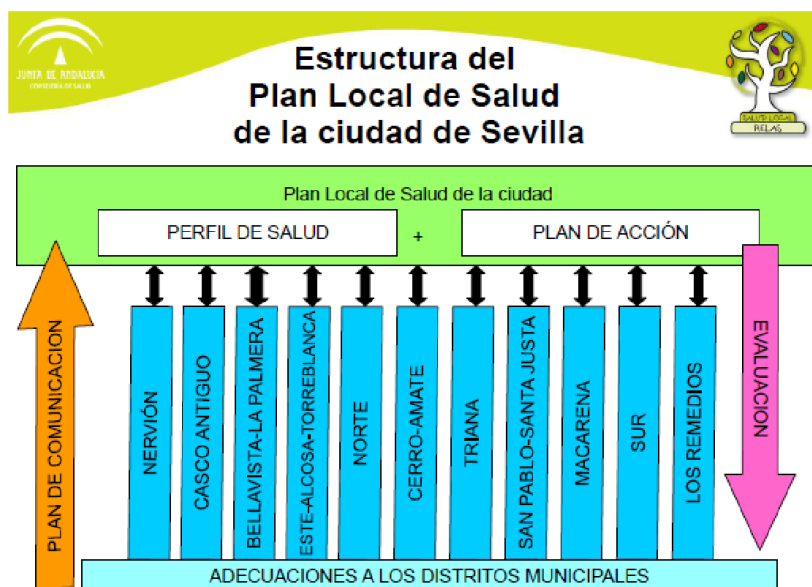 JUNTA DE ANDALUCIA
CONSEJERIA DE SALUD
Estructura del
Plan Local de Salud
de la ciudad de Sevilla
SALUD LOCAL
RELAS
Plan Local de Salud de la ciudad
PERFIL DE SALUD
+
PLAN DE ACCIÓN
PLAN DE COMUNICACION
NERVIÓN
CASCO ANTIGUO
BELLAVISTA-LA PALMERA
ESTE-ALCOSA-TORREBLANCA
NORTE
CERRO-AMATE
TRIANA
SAN PABLO-SANTA JUSTA
MACARENA
SUR
LOS REMEDIOS
EVALUACION
ADECUACIONES A LOS DISTRITOS MUNICIPALES